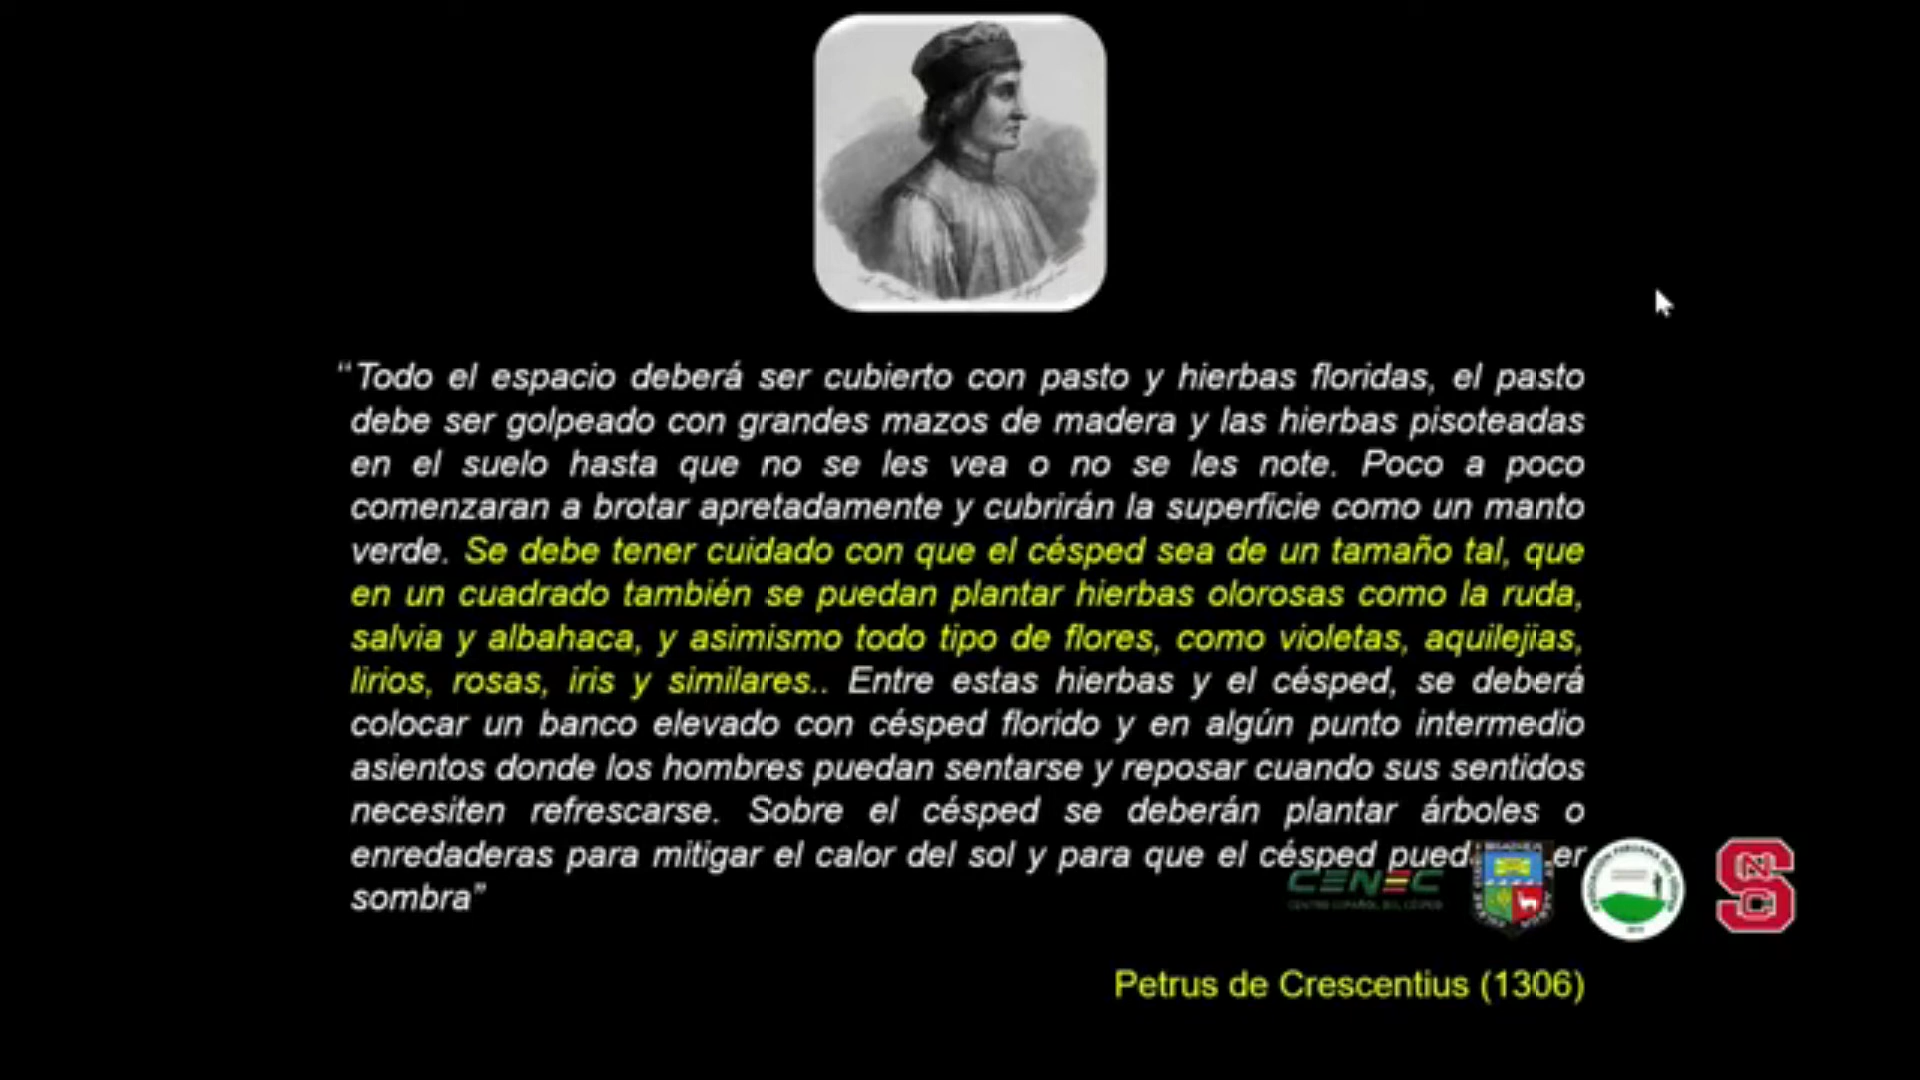 “Todo el espacio deberá ser cubierto con pasto y hierbas floridas, el pasto
debe ser golpeado con grandes mazos de madera y las hierbas pisoteadas
en el suelo hasta que no se les vea o no se les note. Poco a poco
comenzaran a brotar apretadamente y cubrirán la superficie como un manto
verde. Se debe tener cuidado con que el césped sea de un tamaño tal, que
en un cuadrado también se puedan plantar hierbas olorosas como la ruda,
salvia y albahaca, y asimismo todo tipo de flores, como violetas, aquilejias,
lirios, rosas, iris y similares.. Entre estas hierbas y el césped, se deberá
colocar un banco elevado con césped florido y en algún punto intermedio
asientos donde los hombres puedan sentarse y reposar cuando sus sentidos
necesiten refrescarse. Sobre el césped se deberán plantar árboles o
enredaderas para mitigar el calor del sol y para que el césped
sombra”
CENEC
CENTRO ESPAÑOL DEL CÉSPED
NCS
Petrus de Crescentius (1306)